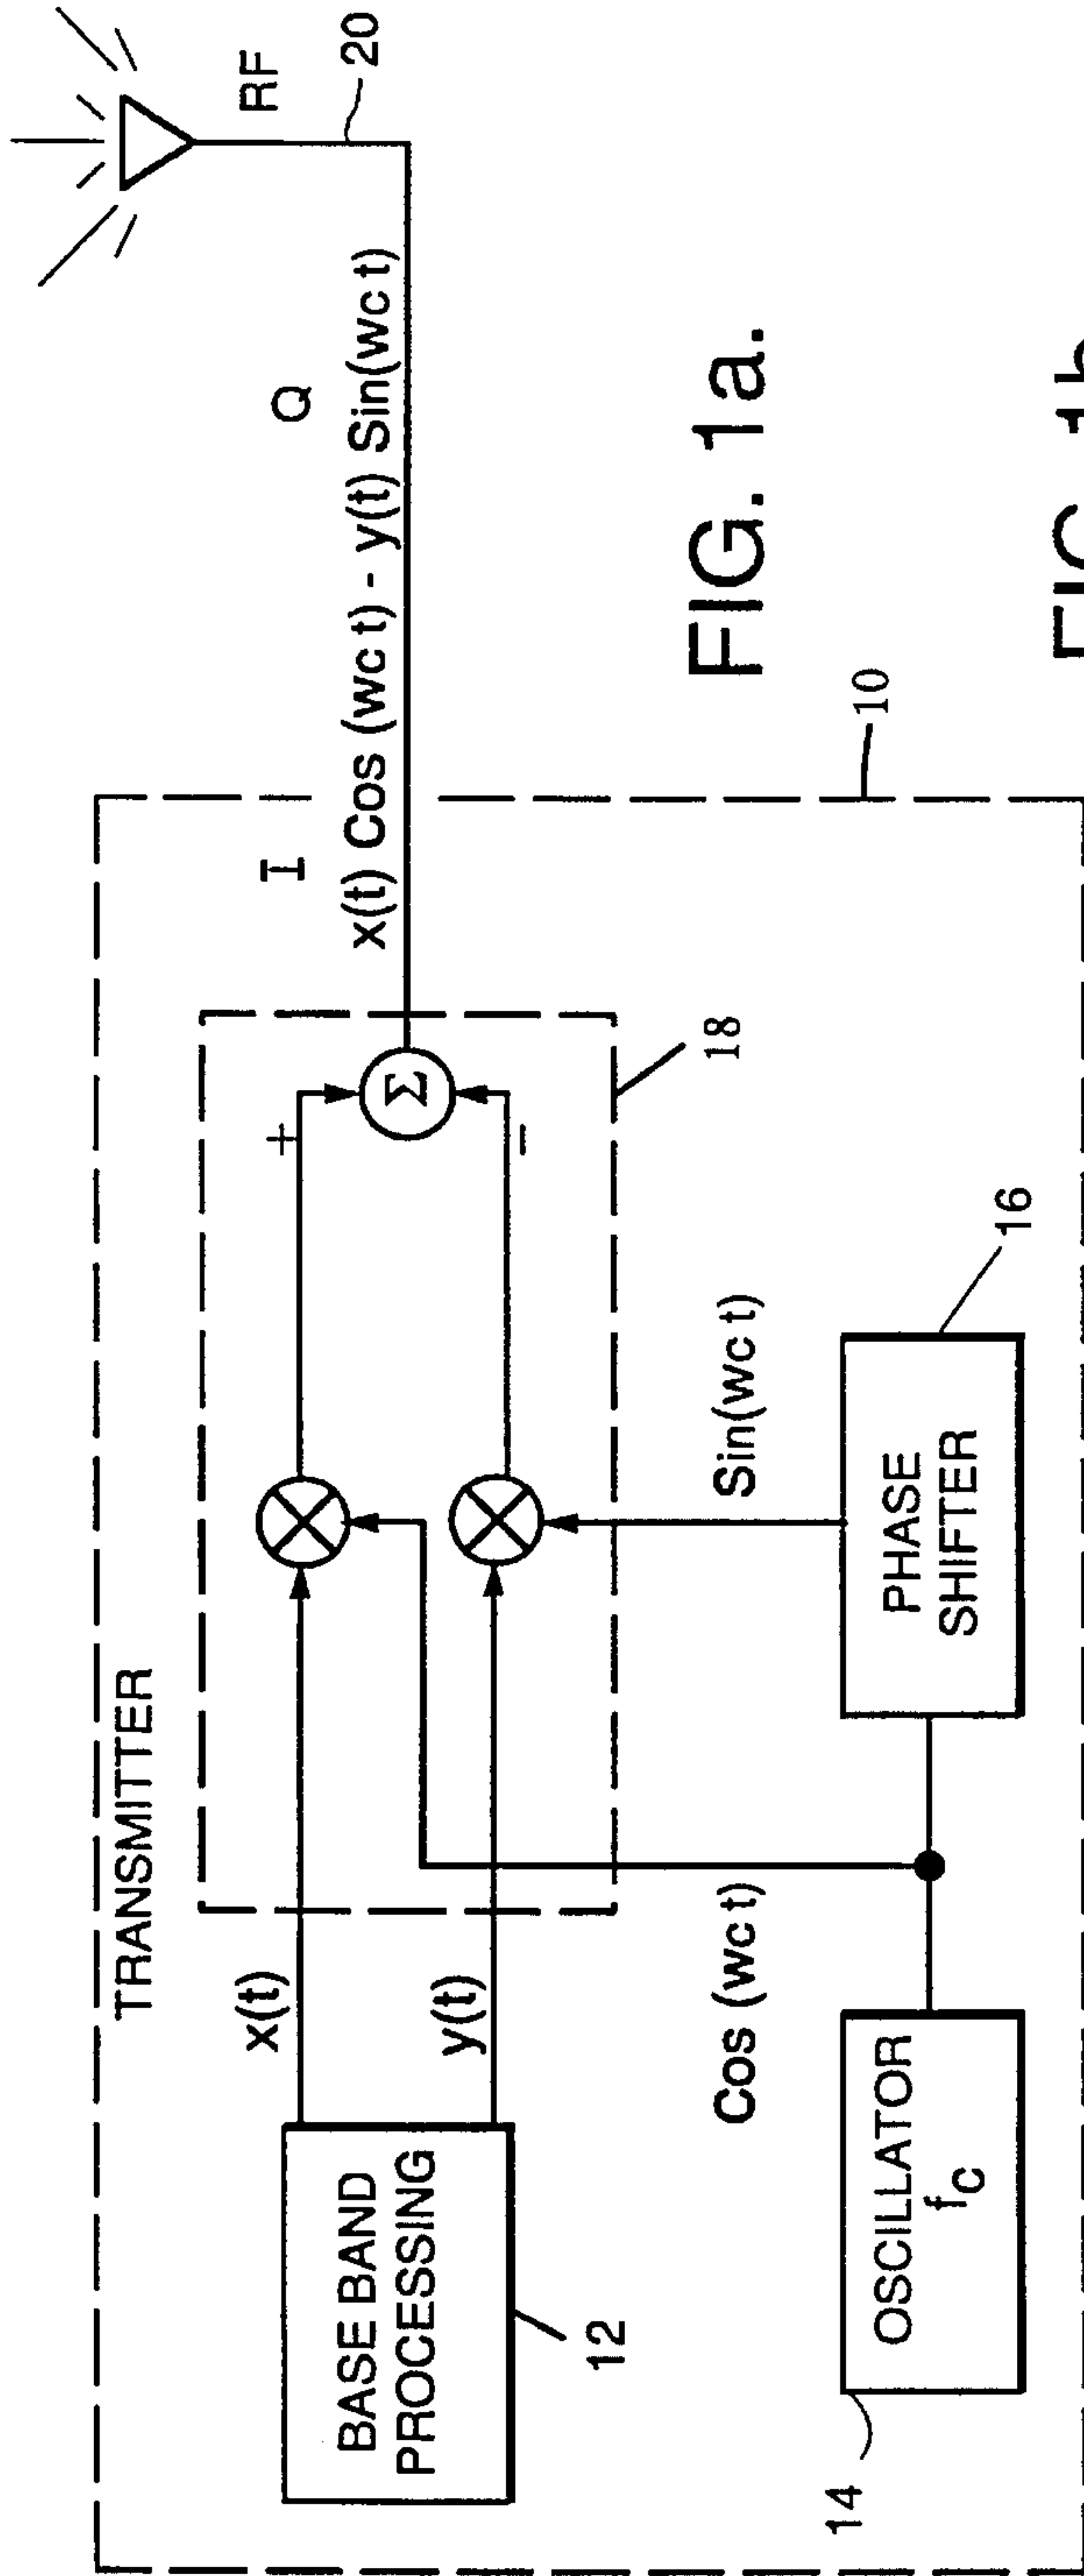 TRANSMITTER
BASE BAND
PROCESSING
12
x(t)
y(t)
+
Σ
-
18
I
Q
x(t) Cos (wc t) - y(t) Sin(wc t)
RF
20
Cos (wc t)
Sin(wc t)
OSCILLATOR
fc
14
PHASE
SHIFTER
16
10
FIG. 1a.